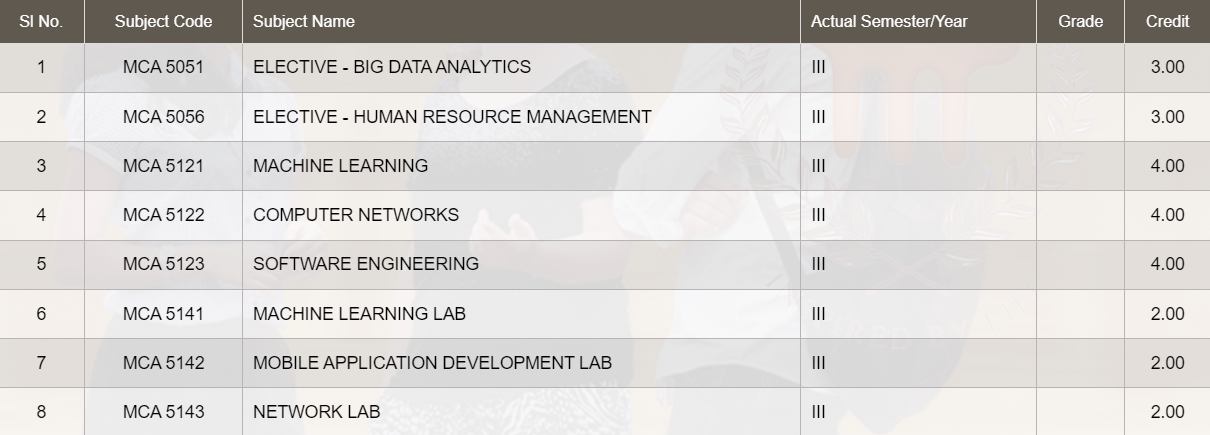 Sl No. Subject Code Subject Name Actual Semester/Year Grade Credit
1 MCA 5051 ELECTIVE - BIG DATA ANALYTICS III 3.00
2 MCA 5056 ELECTIVE - HUMAN RESOURCE MANAGEMENT III 3.00
3 MCA 5121 MACHINE LEARNING III 4.00
4 MCA 5122 COMPUTER NETWORKS III 4.00
5 MCA 5123 SOFTWARE ENGINEERING III 4.00
6 MCA 5141 MACHINE LEARNING LAB III 2.00
7 MCA 5142 MOBILE APPLICATION DEVELOPMENT LAB III 2.00
8 MCA 5143 NETWORK LAB III 2.00